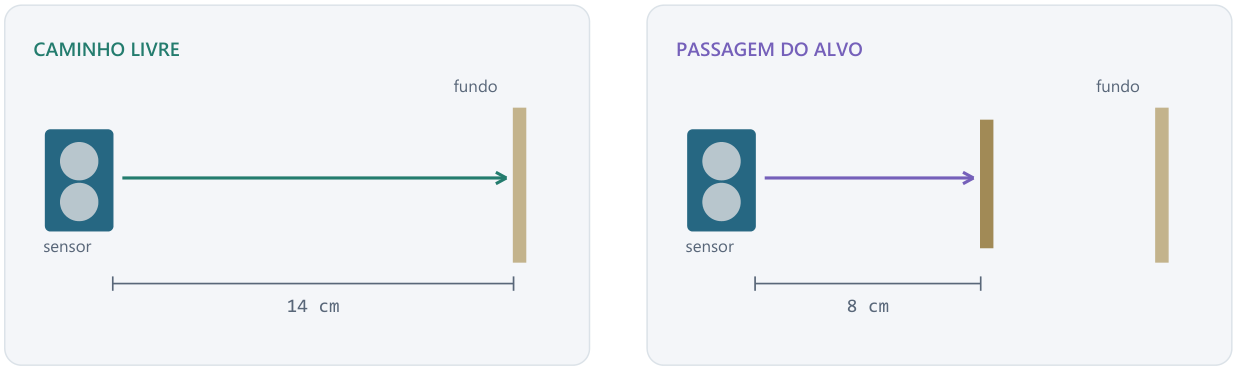 CAMINHO LIVRE
fundo
sensor
14 cm
PASSAGEM DO ALVO
fundo
sensor
8 cm